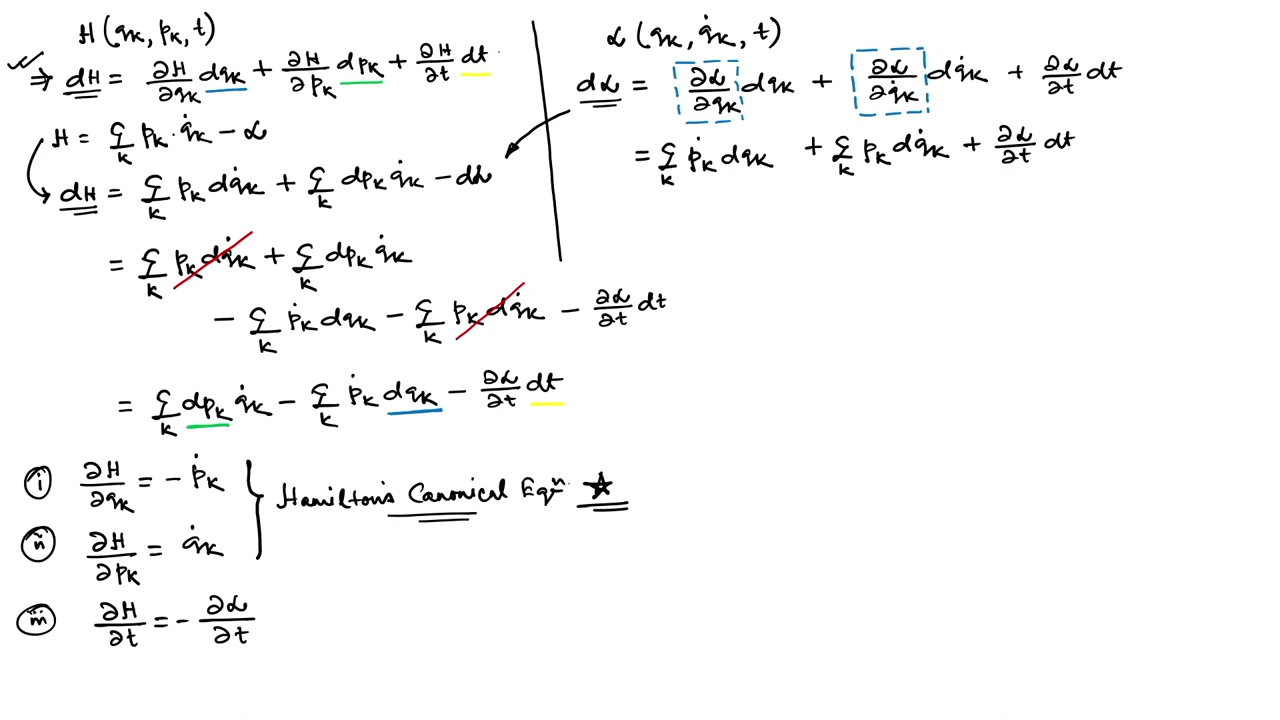 H (qₖ, pₖ, t)
⇒ dH = ∂H/∂qₖ dqₖ + ∂H/∂pₖ dpₖ + ∂H/∂t dt
H = Σₖ pₖ · q̇ₖ − ℒ
dH = Σₖ pₖ dq̇ₖ + Σₖ dpₖ q̇ₖ − dℒ
= Σₖ pₖ dq̇ₖ + Σₖ dpₖ q̇ₖ
− Σₖ ṗₖ dqₖ − Σₖ pₖ dq̇ₖ − ∂ℒ/∂t dt
= Σₖ dpₖ q̇ₖ − Σₖ ṗₖ dqₖ − ∂ℒ/∂t dt
(i) ∂H/∂qₖ = − ṗₖ
(ii) ∂H/∂pₖ = q̇ₖ
Hamilton's Canonical Eqⁿ. ★
(iii) ∂H/∂t = − ∂ℒ/∂t
ℒ (qₖ, q̇ₖ, t)
dℒ = ∂ℒ/∂qₖ dqₖ + ∂ℒ/∂q̇ₖ dq̇ₖ + ∂ℒ/∂t dt
= Σₖ ṗₖ dqₖ + Σₖ pₖ dq̇ₖ + ∂ℒ/∂t dt